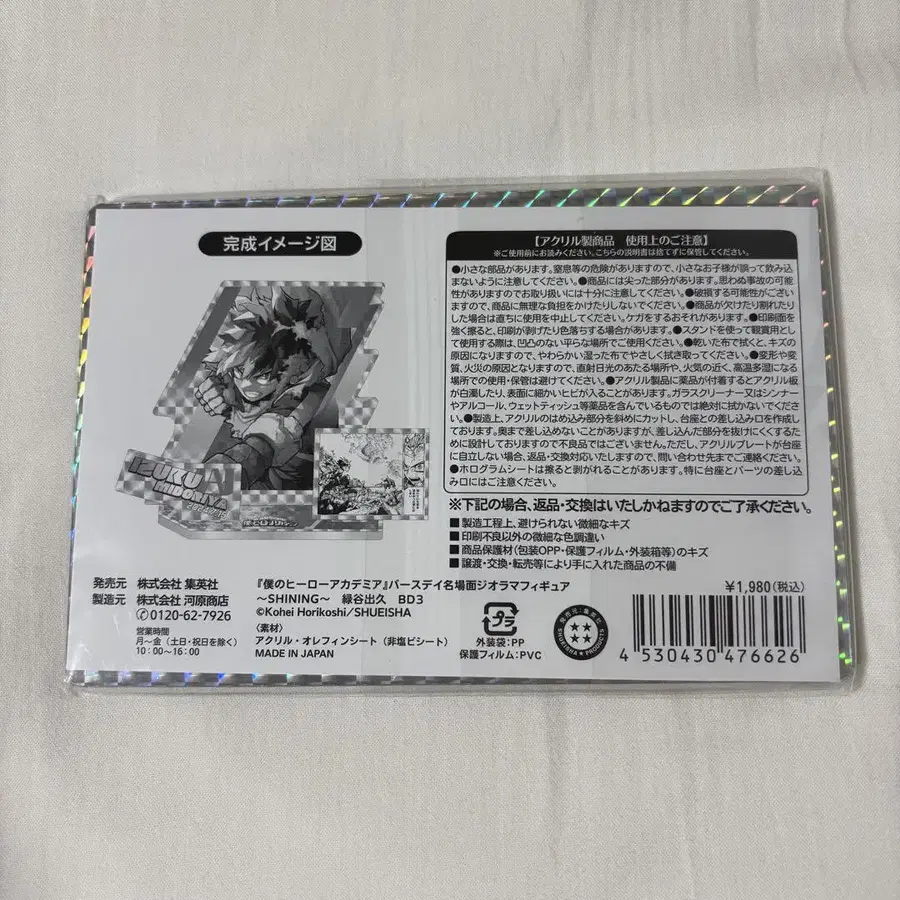 完成イメージ図
IZUKU
MIDORIYA
【アクリル製商品 使用上のご注意】
※ご使用前にお読みください。こちらの説明書は捨てずに保管してください。
●小さな部品があります。窒息等の危険がありますので、小さなお子様が誤って飲み込
まないように注意してください。●商品には尖った部分があります。思わぬ事故の可能
性がありますのでお取り扱いには十分に注意してください。●破損する可能性がござい
ますので、商品に無理な負担をかけたりしないでください。●商品が欠けたり割れたり
した場合は直ちに使用を中止してください。ケガをするおそれがあります。●印刷面を
強く擦ると、印刷が剥げたり色落ちする場合があります。●スタンドを使って観賞用とし
て使用する際は、凹凸のない平らな場所でご使用ください。●乾いた布で拭くと、キズの
原因になりますので、やわらかい湿った布でやさしく拭き取ってください。●変形や変
質、火災の原因となりますので、直射日光のあたる場所や、火気の近く、高温多湿になる
場所での使用・保管は避けてください。●アクリル製品に薬品が付着するとアクリル板
が白濁したり、表面に細かいヒビが入ることがあります。ガラスクリーナー又はシンナー
やアルコール、ウェットティッシュ等薬品を含んでいるものでは絶対に拭かないでくださ
い。●製造上、アクリルのはめ込み部分を斜めにカットし、台座との差し込み口を作成し
ております。奥まで差し込めないことがありますが、差し込んだ部分を抜けにくくするた
めに設計しておりますので不良品ではございません。ただし、アクリルプレートが台座
に自立しない場合、返品・交換対応いたしますので、問い合わせ先までご連絡ください。
●ホログラムシートは擦ると剥がれることがあります。特に台座とパーツの差し込
み口にはご注意ください。
※下記の場合、返品・交換はいたしかねますのでご了承ください。
■製造工程上、避けられない微細なキズ
■印刷不良以外の微細な色調違い
■商品保護材(包装OPP・保護フィルム・外装箱等)のキズ
■譲渡・交換・転売等により手に入れた商品の不備
発売元 株式会社 集英社
製造元 株式会社 河原商店
✆0120-62-7926
営業時間
月～金(土日・祝日を除く)
10:00～16:00
『僕のヒーローアカデミア』バースデイ名場面ジオラマフィギュア
～SHINING～ 緑谷出久 BD3
©Kohei Horikoshi/SHUEISHA
〈素材〉
アクリル・オレフィンシート(非塩ビシート)
MADE IN JAPAN
プラ
外装袋:PP
保護フィルム:PVC
発売元:集英社
SHUEISHA PRODUCTS
¥1,980(税込)
4 530430 476626